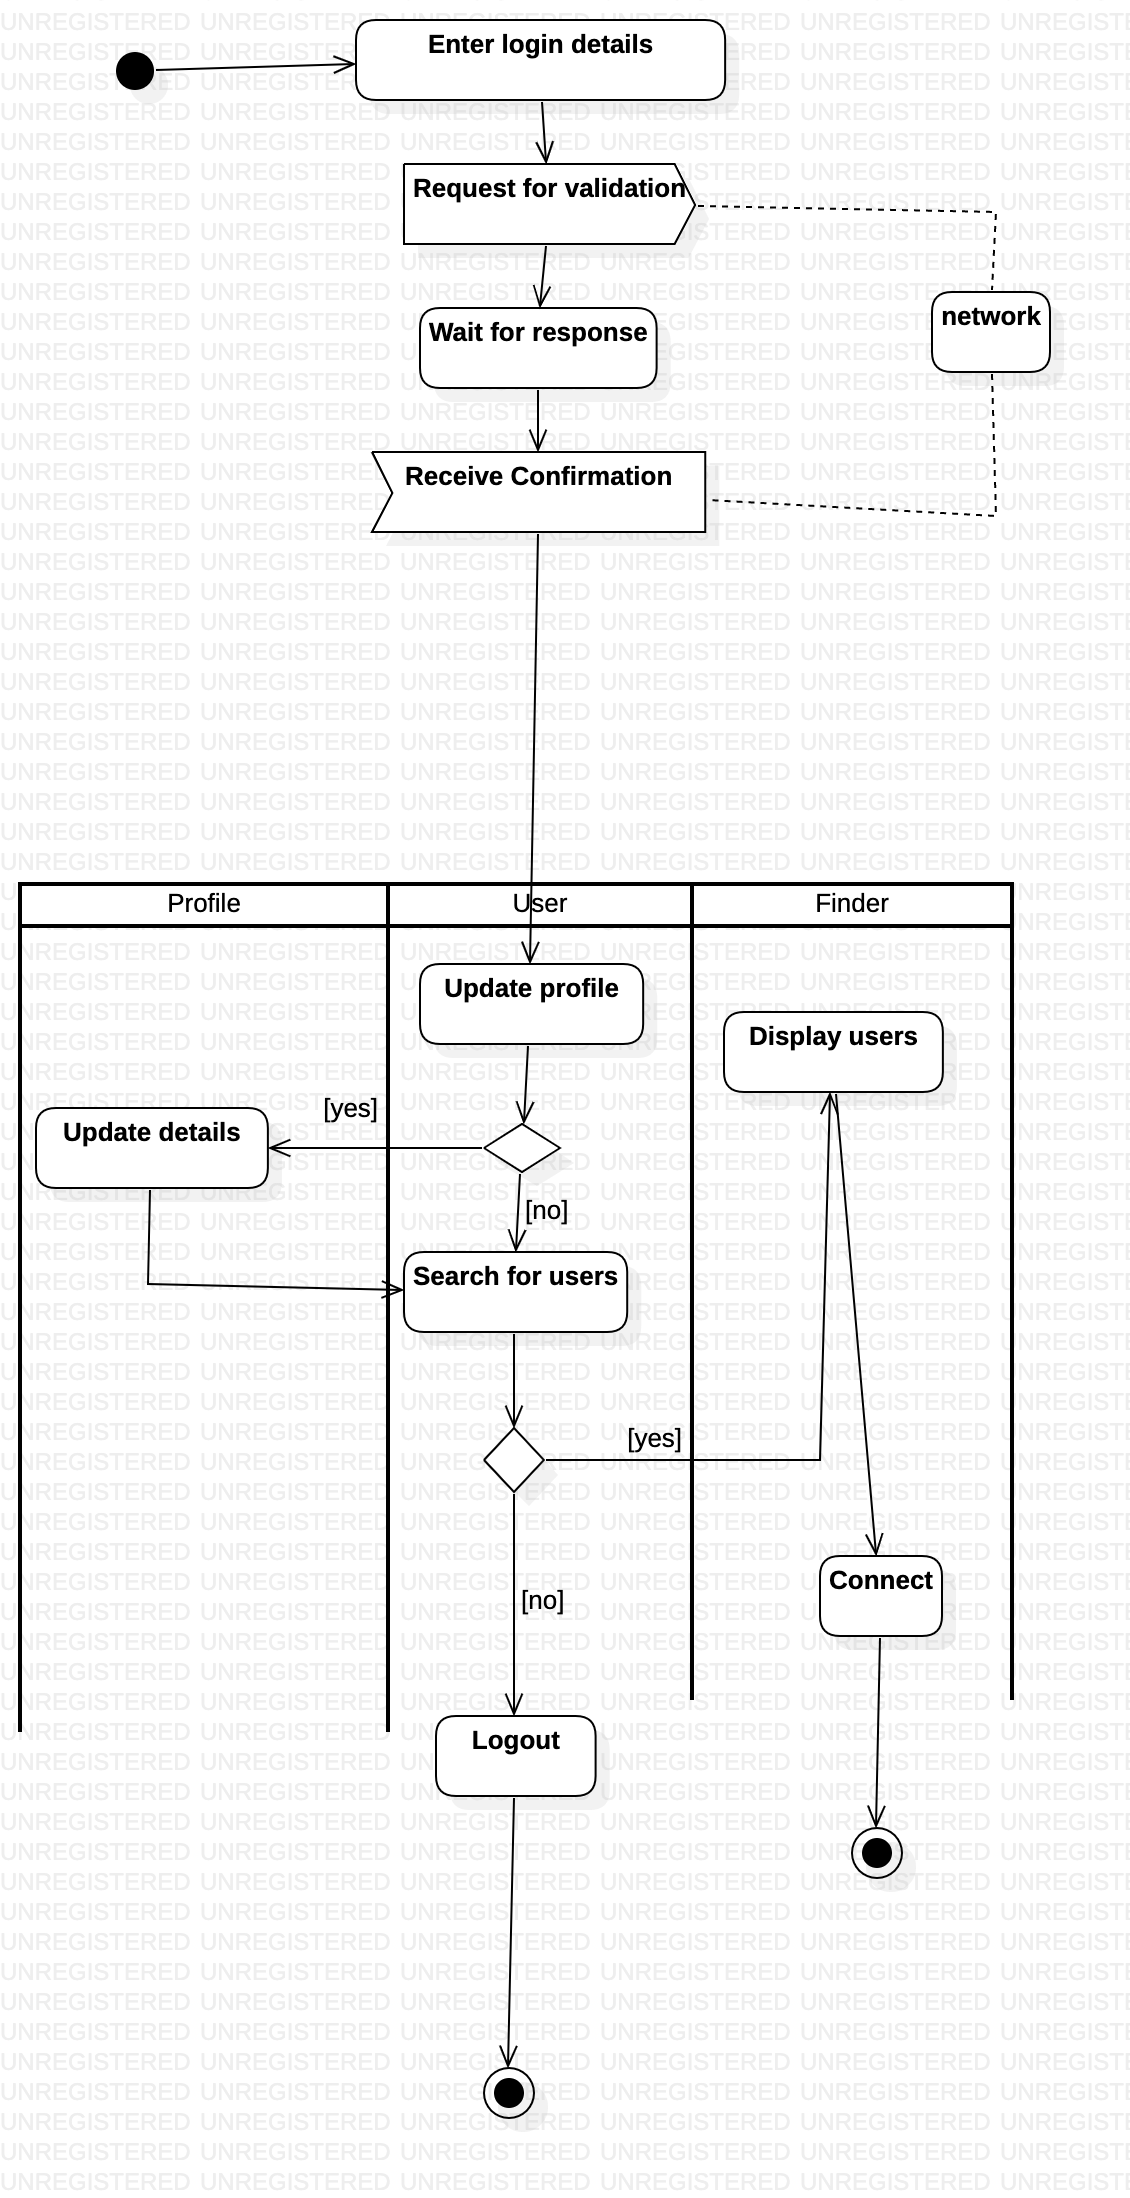 Enter login details
Request for validation
Wait for response
network
Receive Confirmation
Profile
User
Finder
Update profile
Display users
[yes]
Update details
[no]
Search for users
[yes]
Connect
[no]
Logout
UNREGISTERED